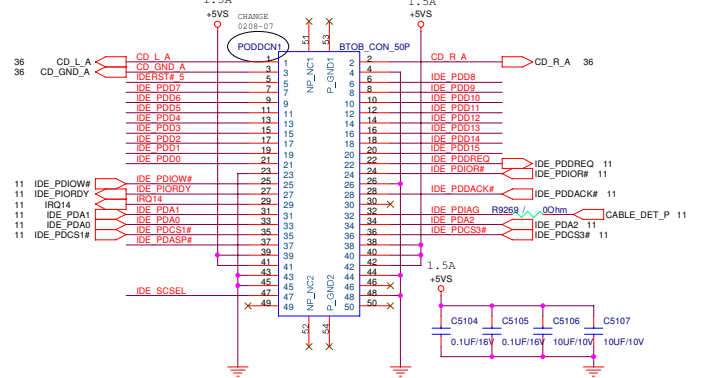 1.5A 1.5A
+5VS CHANGE +5VS
0208-07
51 53
PODDCN1 BTOB_CON_50P
36 CD_L_A CD_L_A 1 1 NP_NC1 P_GND1 2 2 CD_R_A CD_R_A 36
36 CD_GND_A CD_GND_A 3 3 4 4
IDERST#_5 5 5 6 6 IDE_PDD8
IDE_PDD7 7 7 8 8 IDE_PDD9
IDE_PDD6 9 9 10 10 IDE_PDD10
IDE_PDD5 11 11 12 12 IDE_PDD11
IDE_PDD4 13 13 14 14 IDE_PDD12
IDE_PDD3 15 15 16 16 IDE_PDD13
IDE_PDD2 17 17 18 18 IDE_PDD14
IDE_PDD1 19 19 20 20 IDE_PDD15
IDE_PDD0 21 21 22 22 IDE_PDDREQ IDE_PDDREQ 11
23 23 24 24 IDE_PDIOR# IDE_PDIOR# 11
11 IDE_PDIOW# IDE_PDIOW# 25 25 26 26
11 IDE_PIORDY IDE_PIORDY 27 27 28 28 IDE_PDDACK# IDE_PDDACK# 11
11 IRQ14 IRQ14 29 29 30 30
11 IDE_PDA1 IDE_PDA1 31 31 32 32 IDE_PDIAG R9269 0Ohm CABLE_DET_P 11
11 IDE_PDA0 IDE_PDA0 33 33 34 34 IDE_PDA2 IDE_PDA2 11
11 IDE_PDCS1# IDE_PDCS1# 35 35 36 36 IDE_PDCS3# IDE_PDCS3# 11
IDE_PDASP# 37 37 38 38
39 39 40 40
41 41 42 42
43 43 44 44 1.5A
45 45 NP_NC2 P_GND2 46 46 +5VS
IDE_SCSEL 47 47 48 48
49 49 50 50
52 54
C5104 C5105 C5106 C5107
0.1UF/16V 0.1UF/16V 10UF/10V 10UF/10V